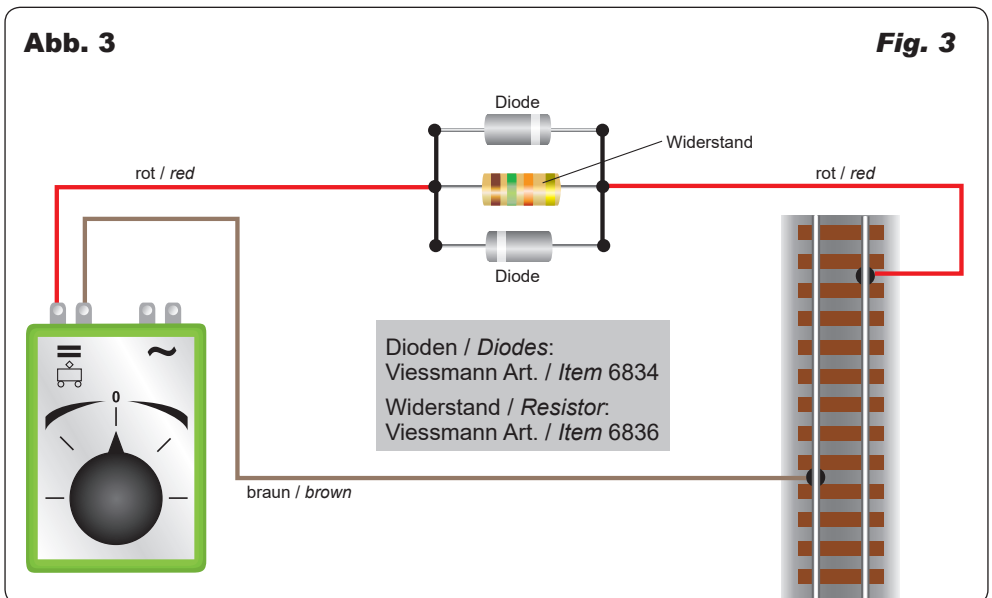 Abb. 3
Fig. 3
Diode
Widerstand
rot / red
rot / red
Diode
Dioden / Diodes:
Viessmann Art. / Item 6834
Widerstand / Resistor:
Viessmann Art. / Item 6836
~
0
braun / brown